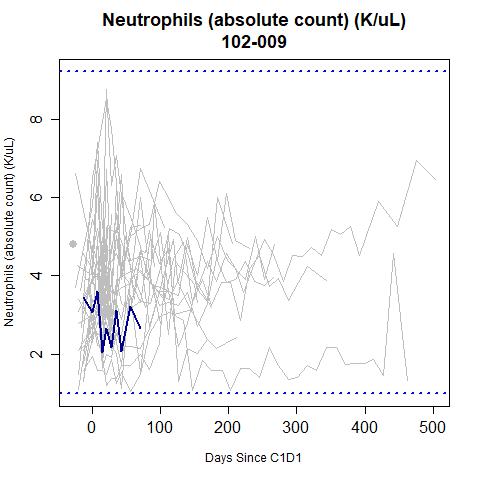 Neutrophils (absolute count) (K/uL)
102-009
Neutrophils (absolute count) (K/uL)
8
6
4
2
0 100 200 300 400 500
Days Since C1D1